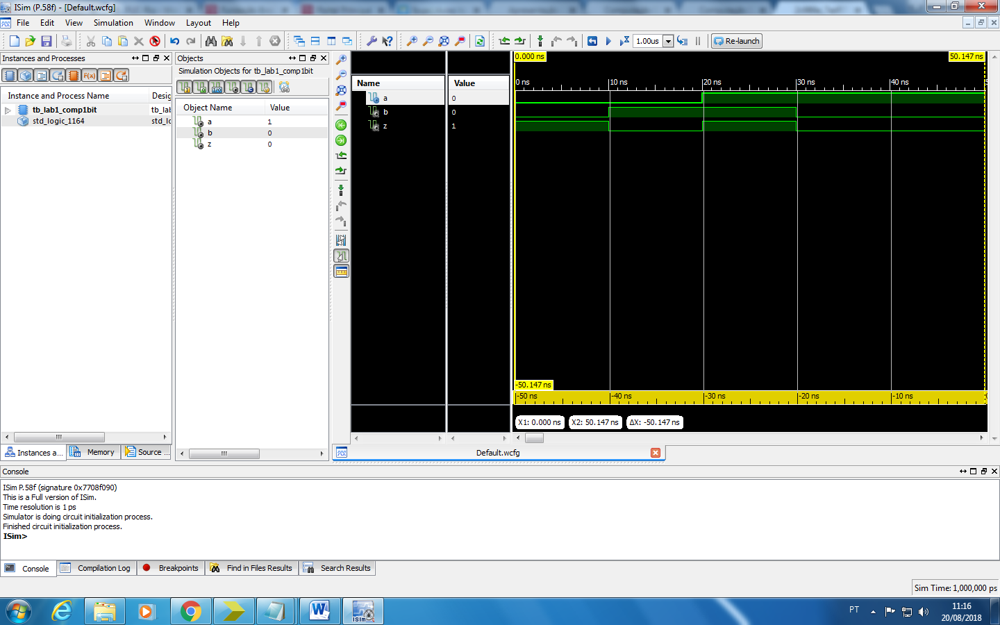 ISim (P.58f) - [Default.wcfg]
File Edit View Simulation Window Layout Help
1.00us Re-launch
Instances and Processes
Instance and Process Name Desig
tb_lab1_comp1bit tb_lab
std_logic_1164 std_lo
Instances a... Memory Source ...
Objects
Simulation Objects for tb_lab1_comp1bit
Object Name Value
a 1
b 0
z 0
Name Value
a 0
b 0
z 1
0.000 ns 50.147 ns
0 ns 10 ns 20 ns 30 ns 40 ns 5
-50.147 ns
-50 ns -40 ns -30 ns -20 ns -10 ns
X1: 0.000 ns X2: 50.147 ns ΔX: -50.147 ns
Default.wcfg
Console
ISim P.58f (signature 0x7708f090)
This is a Full version of ISim.
Time resolution is 1 ps
Simulator is doing circuit initialization process.
Finished circuit initialization process.
ISim>
Console Compilation Log Breakpoints Find in Files Results Search Results
Sim Time: 1,000,000 ps
ISim PT 11:16
20/08/2018